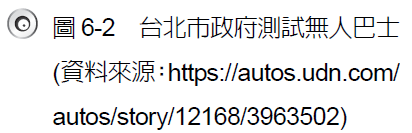 圖 6-2 台北市政府測試無人巴士
(資料來源：https://autos.udn.com/
autos/story/12168/3963502)